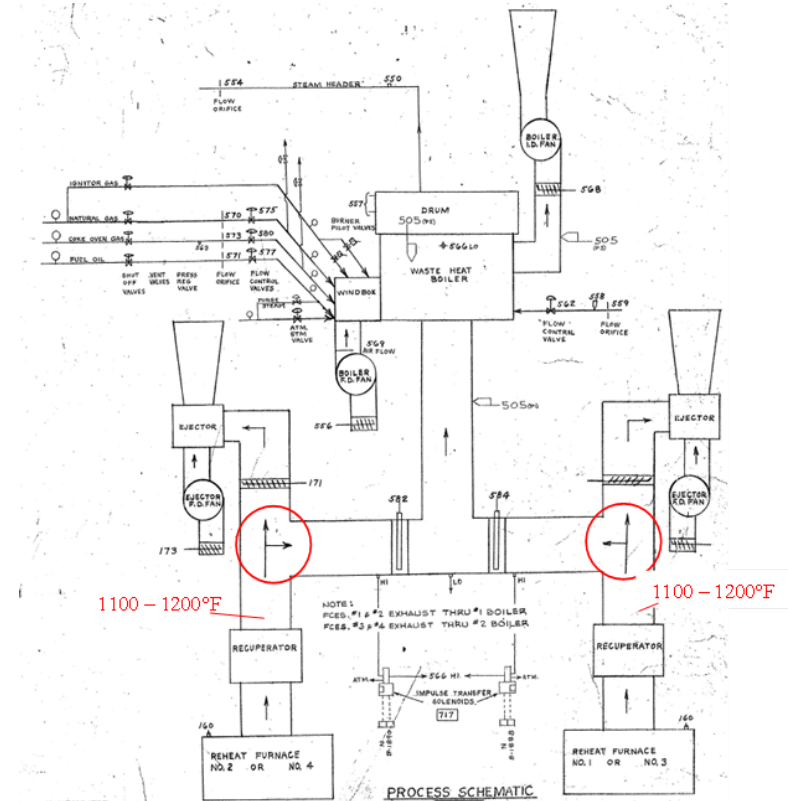 554
STEAM HEADER
550
FLOW
ORIFICE
BOILER
I.D. FAN
568
IGNITOR GAS
557
DRUM
BURNER
PILOT VALVES
505
NATURAL GAS
570
575
COKE OVEN GAS
573
580
565
FUEL OIL
571
577
566 LO
505
WASTE HEAT
BOILER
SHUT
OFF
VALVES
VENT
VALVES
PRESS
REG
VALVE
FLOW
ORIFICE
FLOW
CONTROL
VALVES
WINDBOX
PURGE
STEAM
ATM.
STM
VALVE
562
558
559
FLOW
CONTROL
VALVE
FLOW
ORIFICE
569
AIR FLOW
BOILER
F.D. FAN
556
505
EJECTOR
EJECTOR
171
582
584
EJECTOR
F.D. FAN
EJECTOR
F.D. FAN
173
HI
LO
HI
1100 – 1200°F
1100 – 1200°F
NOTE:
FCES. #1 & #2 EXHAUST THRU #1 BOILER
FCES. #3 & #4 EXHAUST THRU #2 BOILER
RECUPERATOR
RECUPERATOR
ATM.
566 HI
ATM.
IMPULSE TRANSFER
SOLENOIDS
717
160
160
REHEAT FURNACE
NO. 2 OR NO. 4
REHEAT FURNACE
NO. 1 OR NO. 3
PROCESS SCHEMATIC